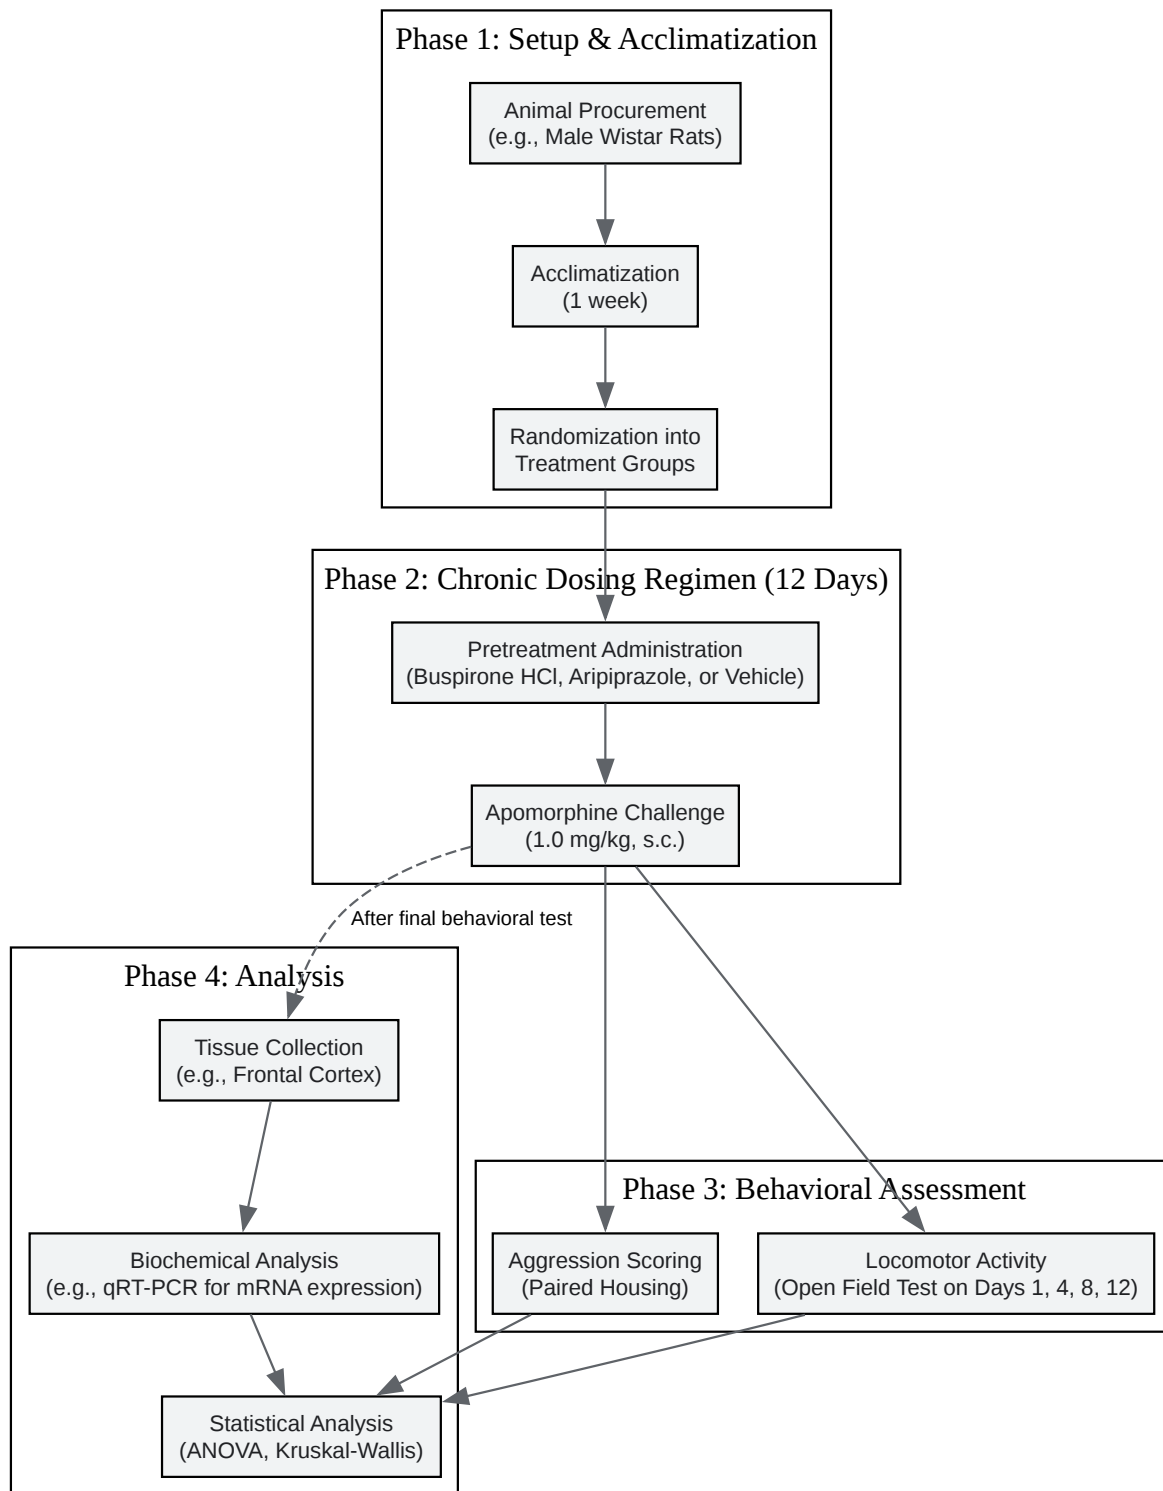 Phase 1: Setup & Acclimatization
Animal Procurement
(e.g., Male Wistar Rats)
Acclimatization
(1 week)
Randomization into
Treatment Groups
Phase 2: Chronic Dosing Regimen (12 Days)
Pretreatment Administration
(Buspirone HCl, Aripiprazole, or Vehicle)
Apomorphine Challenge
(1.0 mg/kg, s.c.)
After final behavioral test
Phase 4: Analysis
Tissue Collection
(e.g., Frontal Cortex)
Phase 3: Behavioral Assessment
Biochemical Analysis
(e.g., qRT-PCR for mRNA expression)
Aggression Scoring
(Paired Housing)
Locomotor Activity
(Open Field Test on Days 1, 4, 8, 12)
Statistical Analysis
(ANOVA, Kruskal-Wallis)